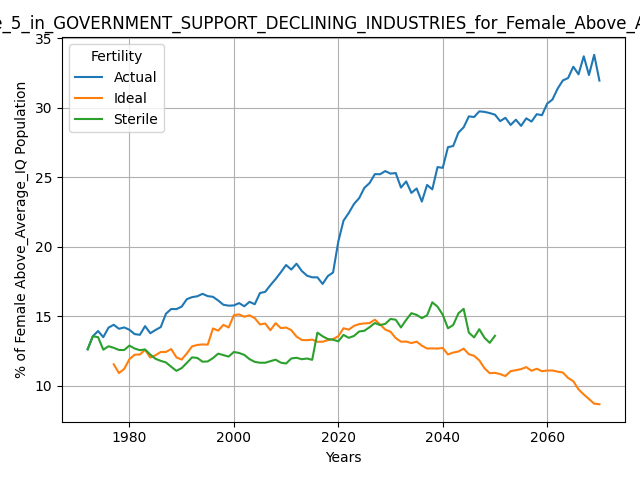 e_5_in_GOVERNMENT_SUPPORT_DECLINING_INDUSTRIES_for_Female_Above_A
Fertility
Actual
Ideal
Sterile
% of Female Above_Average_IQ Population
35
30
25
20
15
10
1980
2000
2020
2040
2060
Years